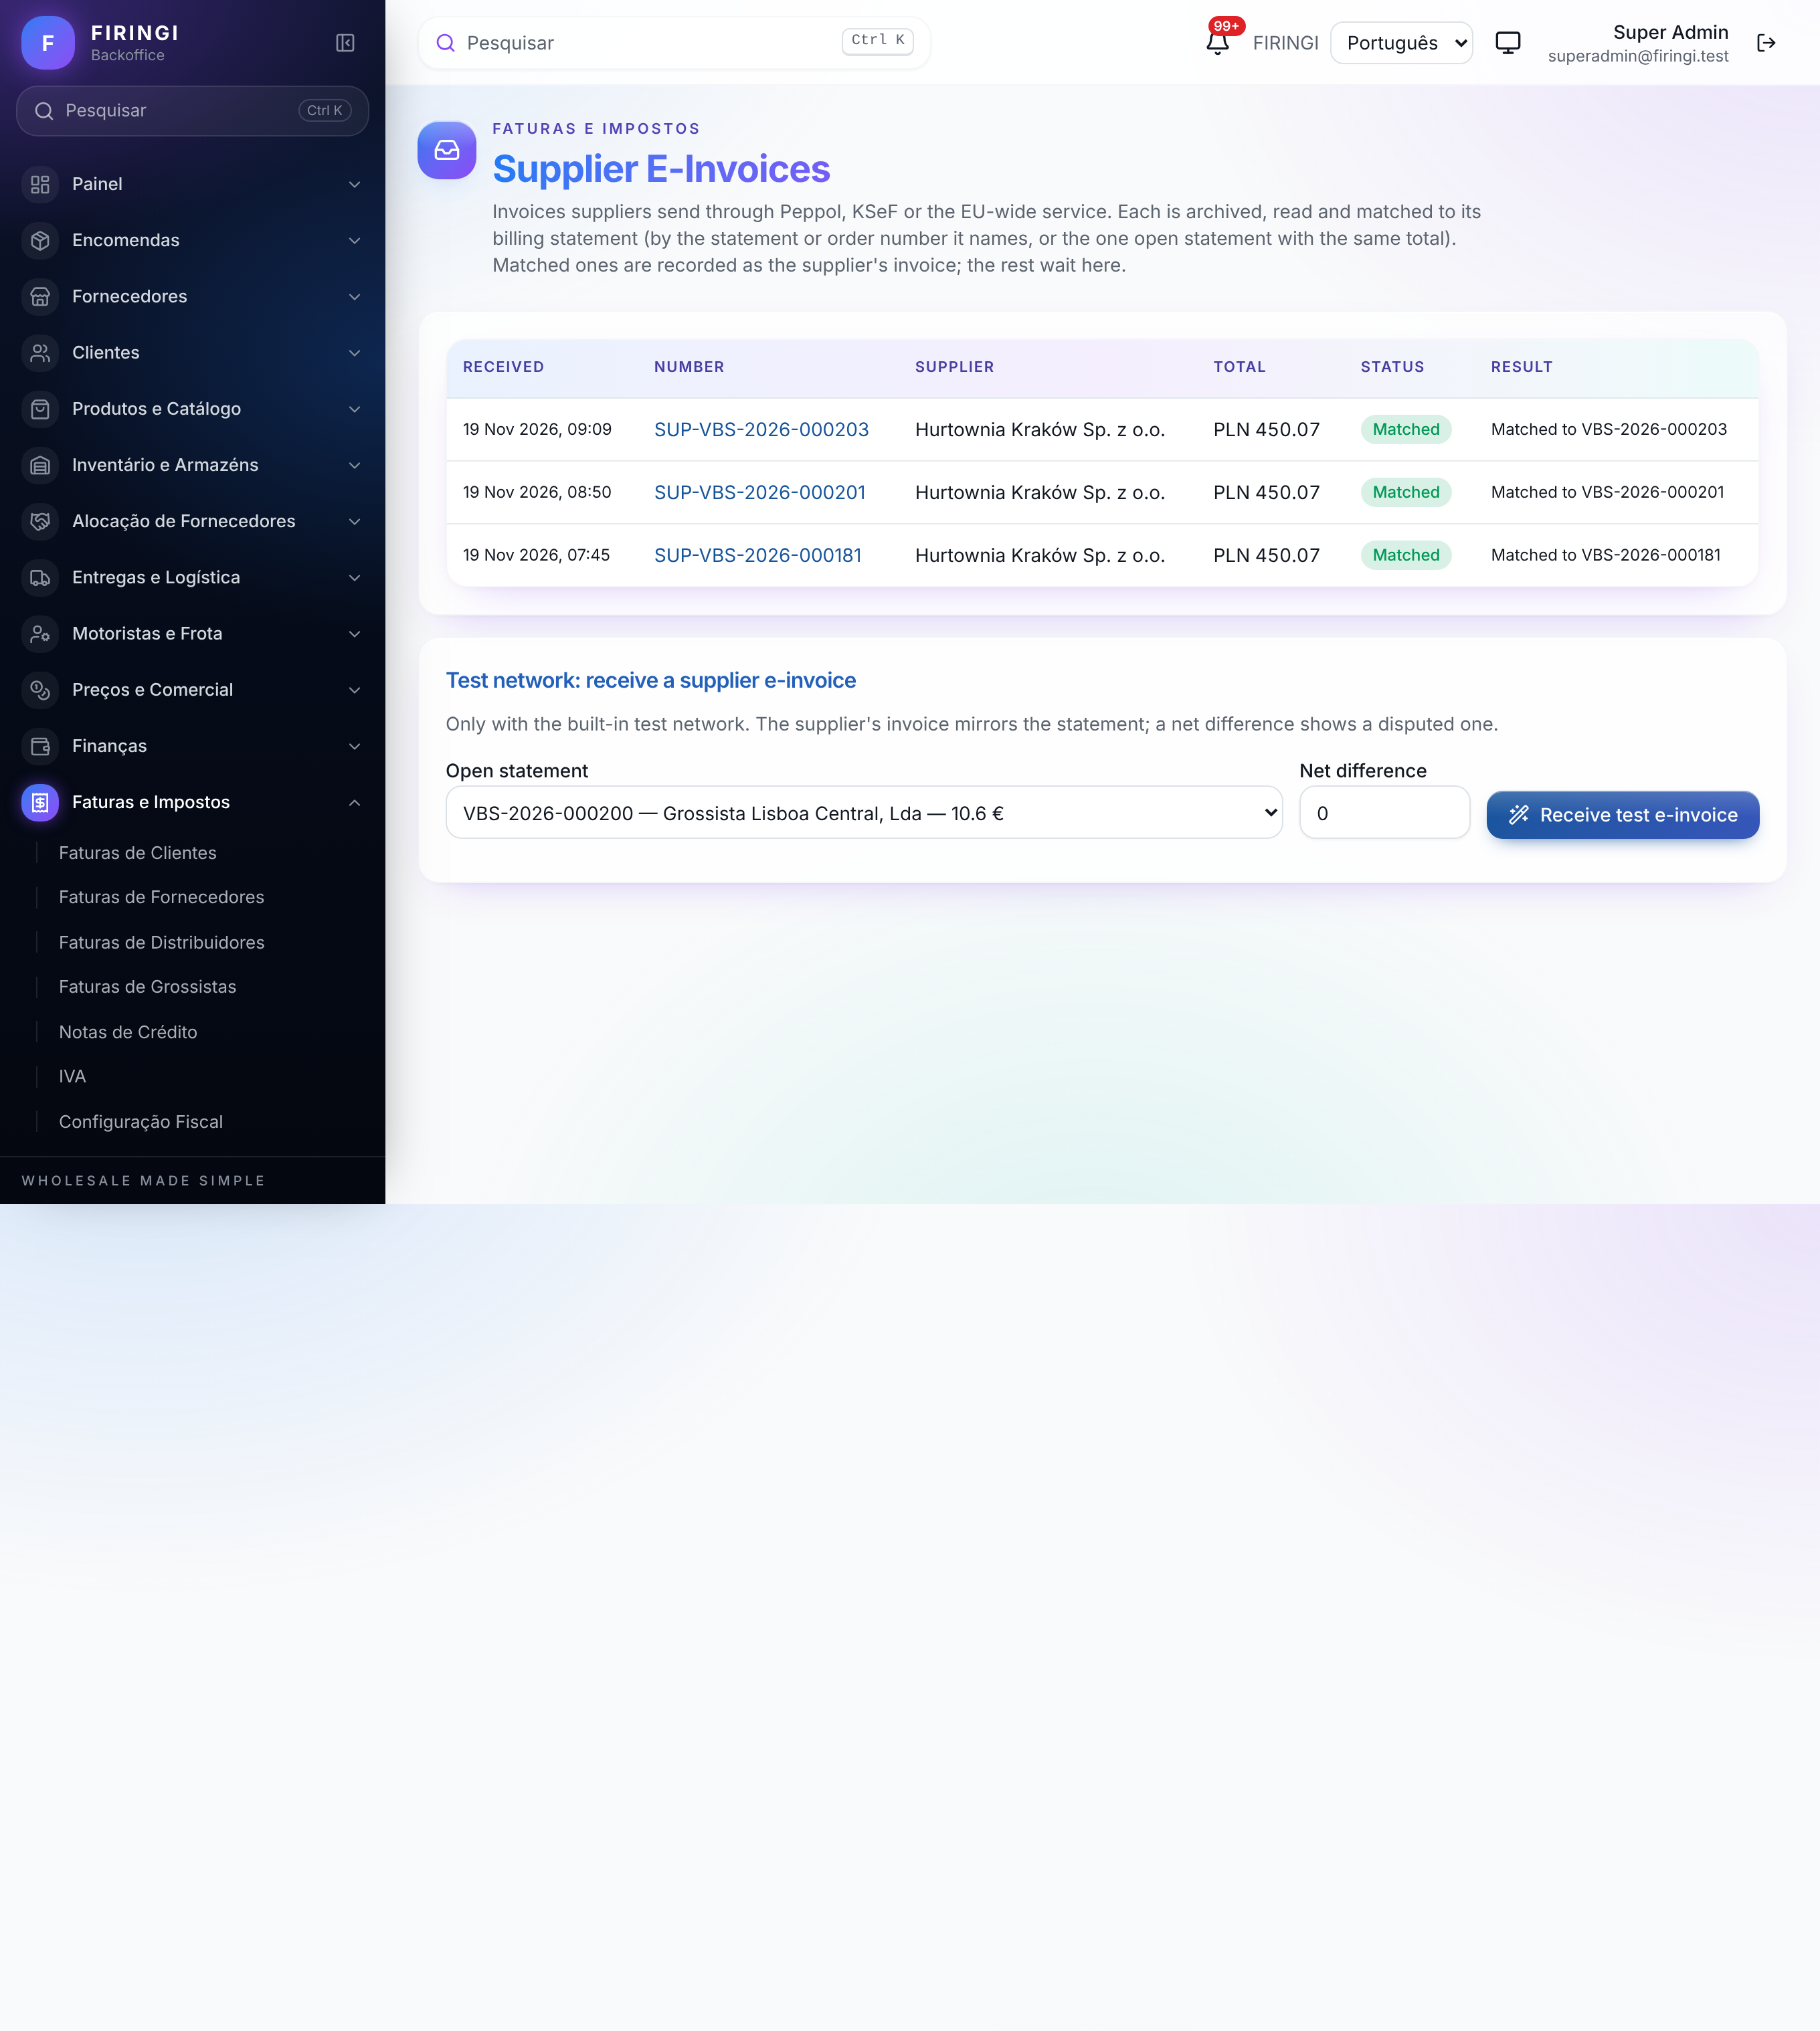 F
FIRINGI
Backoffice
Pesquisar Ctrl K
Painel
Encomendas
Fornecedores
Clientes
Produtos e Catálogo
Inventário e Armazéns
Alocação de Fornecedores
Entregas e Logística
Motoristas e Frota
Preços e Comercial
Finanças
Faturas e Impostos
Faturas de Clientes
Faturas de Fornecedores
Faturas de Distribuidores
Faturas de Grossistas
Notas de Crédito
IVA
Configuração Fiscal
WHOLESALE MADE SIMPLE
Pesquisar Ctrl K
99+
FIRINGI
Português
Super Admin
superadmin@firingi.test
FATURAS E IMPOSTOS
Supplier E-Invoices
Invoices suppliers send through Peppol, KSeF or the EU-wide service. Each is archived, read and matched to its
billing statement (by the statement or order number it names, or the one open statement with the same total).
Matched ones are recorded as the supplier's invoice; the rest wait here.
RECEIVED NUMBER SUPPLIER TOTAL STATUS RESULT
19 Nov 2026, 09:09 SUP-VBS-2026-000203 Hurtownia Kraków Sp. z o.o. PLN 450.07 Matched Matched to VBS-2026-000203
19 Nov 2026, 08:50 SUP-VBS-2026-000201 Hurtownia Kraków Sp. z o.o. PLN 450.07 Matched Matched to VBS-2026-000201
19 Nov 2026, 07:45 SUP-VBS-2026-000181 Hurtownia Kraków Sp. z o.o. PLN 450.07 Matched Matched to VBS-2026-000181
Test network: receive a supplier e-invoice
Only with the built-in test network. The supplier's invoice mirrors the statement; a net difference shows a disputed one.
Open statement Net difference
VBS-2026-000200 — Grossista Lisboa Central, Lda — 10.6 € 0 Receive test e-invoice